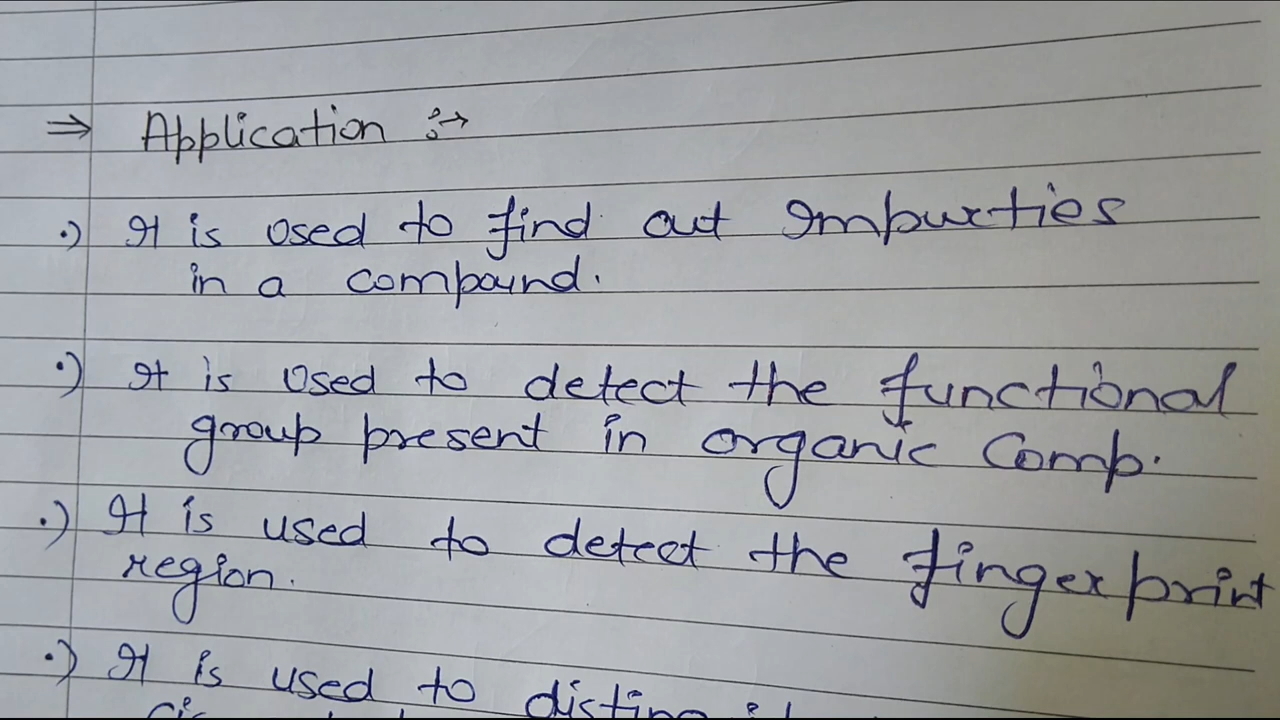 ⇒ Application :→
.) It is used to find out Impurties
in a compound.
.) It is used to detect the functional
group present in organic Comp.
.) It is used to detect the fingerprint
region.
.) It is used to